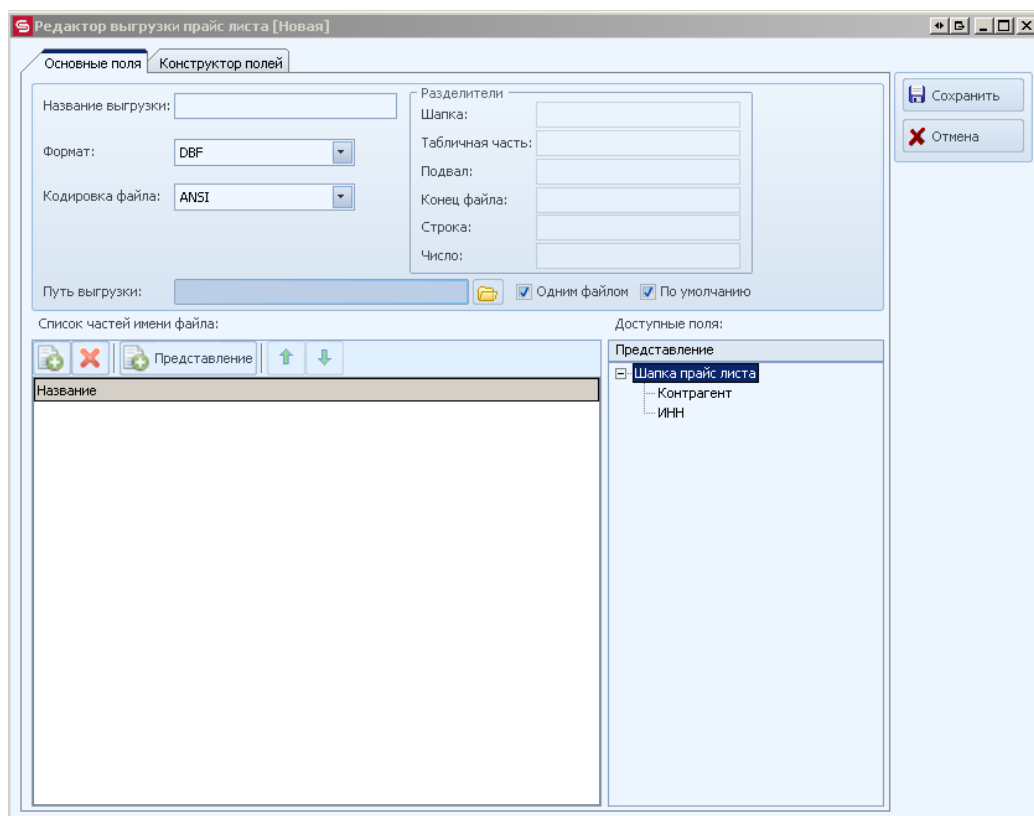 Редактор выгрузки прайс листа [Новая]
Основные поля
Конструктор полей
Название выгрузки:
Формат:
DBF
Кодировка файла:
ANSI
Разделители
Шапка:
Табличная часть:
Подвал:
Конец файла:
Строка:
Число:
Путь выгрузки:
Одним файлом
По умолчанию
Сохранить
Отмена
Список частей имени файла:
Представление
Название
Доступные поля:
Представление
Шапка прайс листа
Контрагент
ИНН